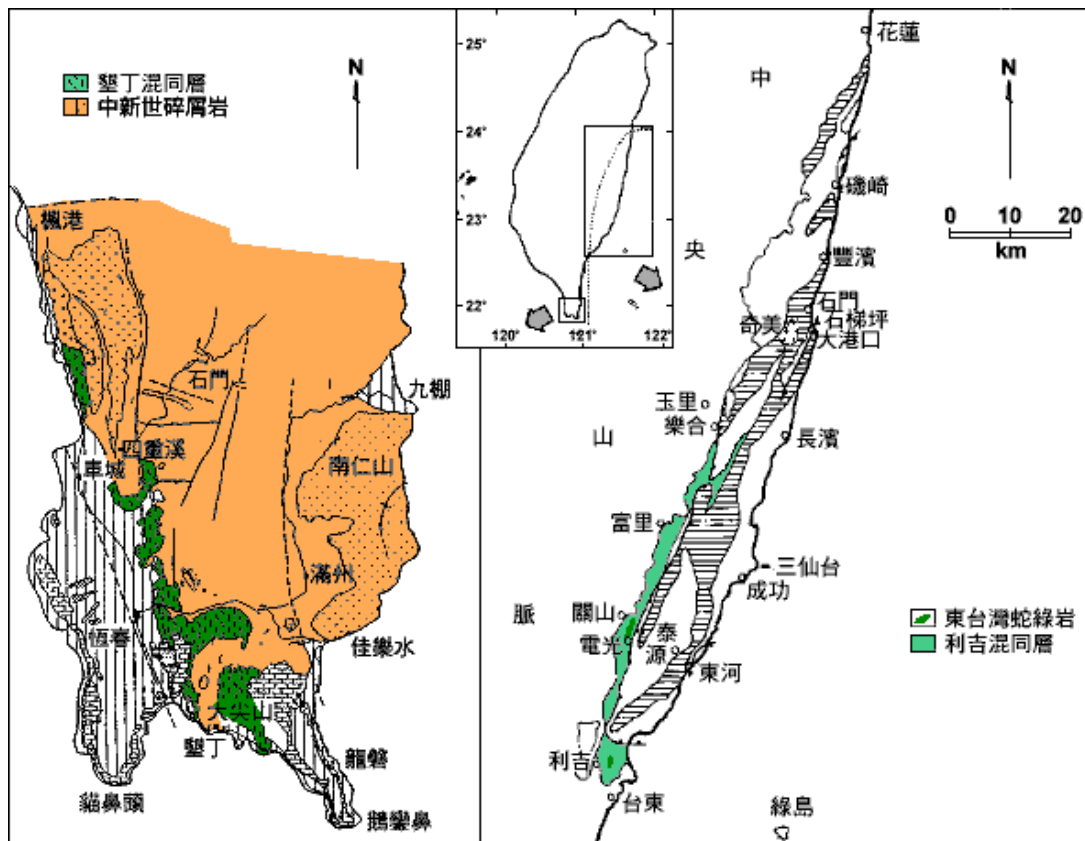 墾丁混同層
中新世碎屑岩
N
楓港
石門
九棚
四重溪
車城
南仁山
滿州
恆春
佳樂水
大尖山
墾丁
龍磐
貓鼻頭
鵝鑾鼻
25°
24°
23°
22°
120°
121°
122°
中
央
山
脈
花蓮
N
磯崎
0 10 20
km
豐濱
石門
奇美
石梯坪
大港口
玉里
樂合
長濱
富里
三仙台
成功
關山
電光
泰
源
東河
東台灣蛇綠岩
利吉混同層
利吉
台東
綠島